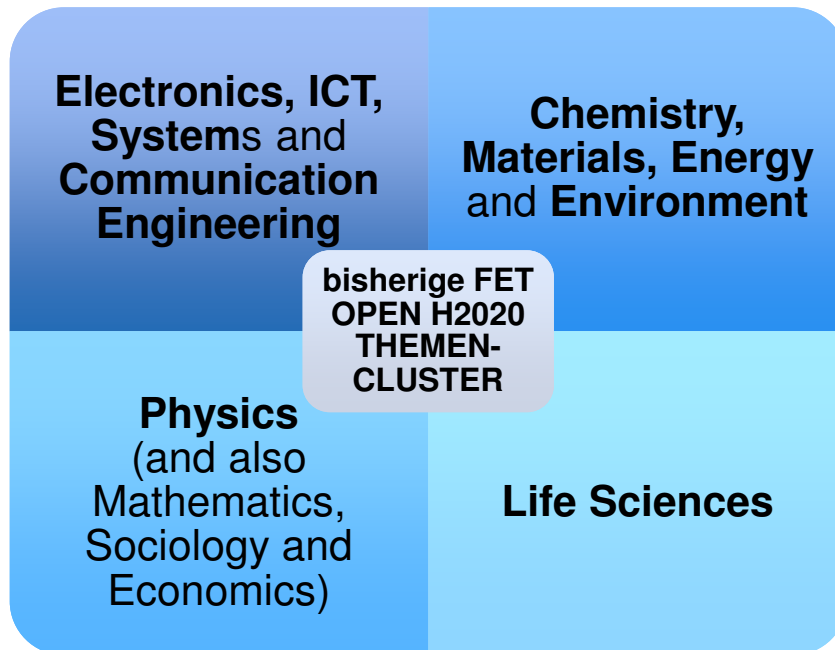 Electronics, ICT,
Systems and
Communication
Engineering
Chemistry,
Materials, Energy
and Environment
bisherige FET
OPEN H2020
THEMEN-
CLUSTER
Physics
(and also
Mathematics,
Sociology and
Economics)
Life Sciences